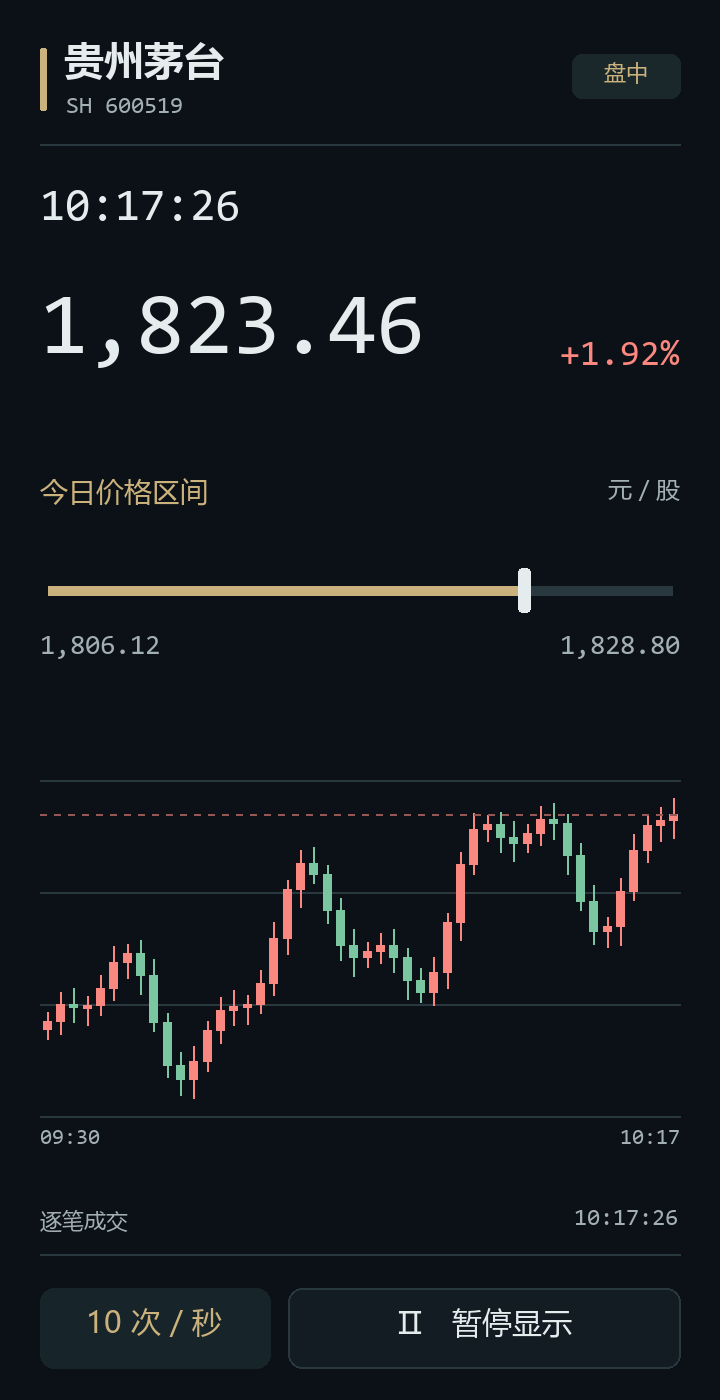 贵州茅台
SH 600519
盘中
10:17:26
1,823.46
+1.92%
今日价格区间
元 / 股
1,806.12
1,828.80
09:30
10:17
逐笔成交
10:17:26
10 次 / 秒
暂停显示